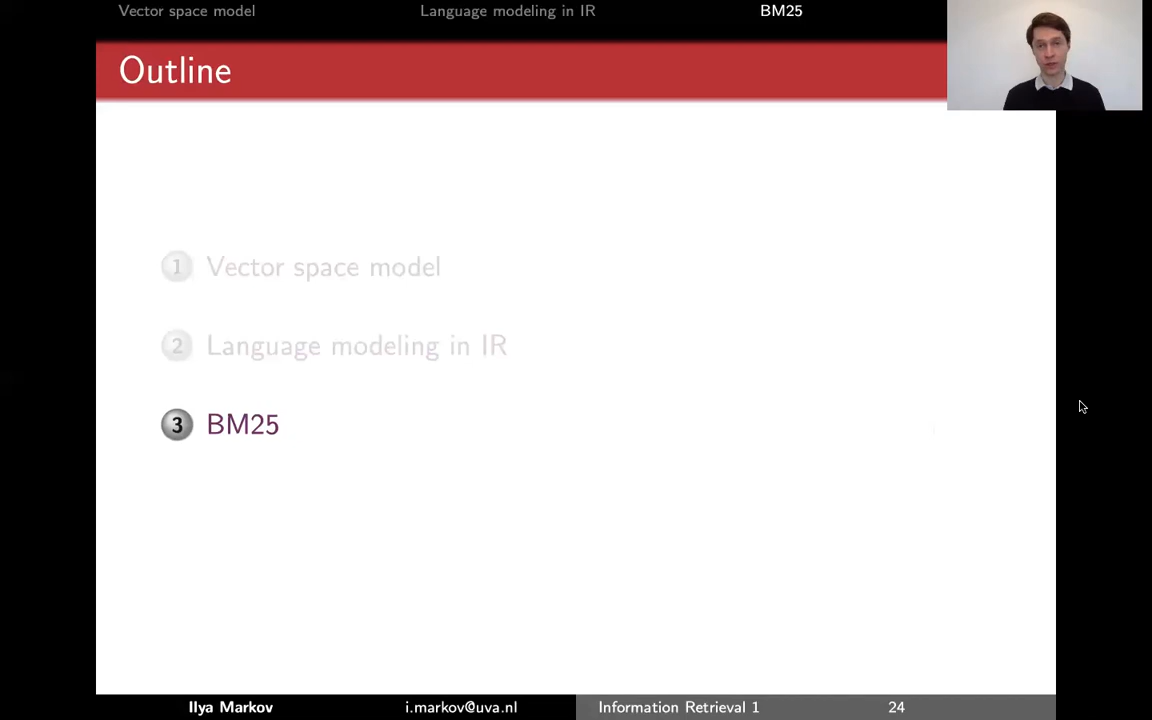 Vector space model Language modeling in IR BM25
Outline
1 Vector space model
2 Language modeling in IR
3 BM25
Ilya Markov i.markov@uva.nl Information Retrieval 1 24